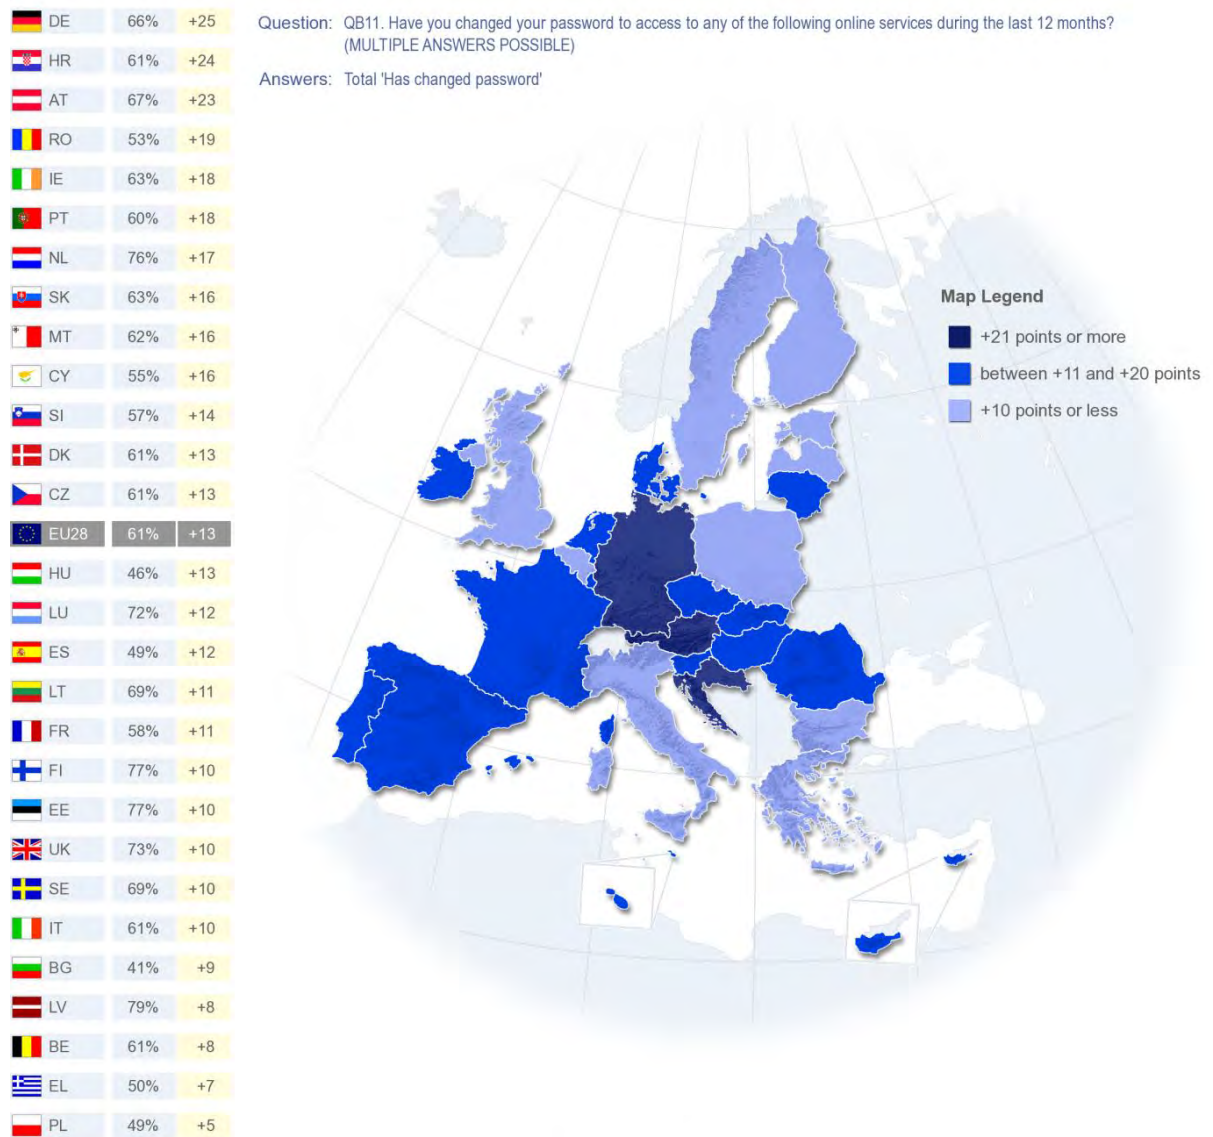 DE 66% +25
HR 61% +24
AT 67% +23
RO 53% +19
IE 63% +18
PT 60% +18
NL 76% +17
SK 63% +16
MT 62% +16
CY 55% +16
SI 57% +14
DK 61% +13
CZ 61% +13
EU28 61% +13
HU 46% +13
LU 72% +12
ES 49% +12
LT 69% +11
FR 58% +11
FI 77% +10
EE 77% +10
UK 73% +10
SE 69% +10
IT 61% +10
BG 41% +9
LV 79% +8
BE 61% +8
EL 50% +7
PL 49% +5
Question: QB11. Have you changed your password to access to any of the following online services during the last 12 months?
(MULTIPLE ANSWERS POSSIBLE)
Answers: Total 'Has changed password'
Map Legend
+21 points or more
between +11 and +20 points
+10 points or less